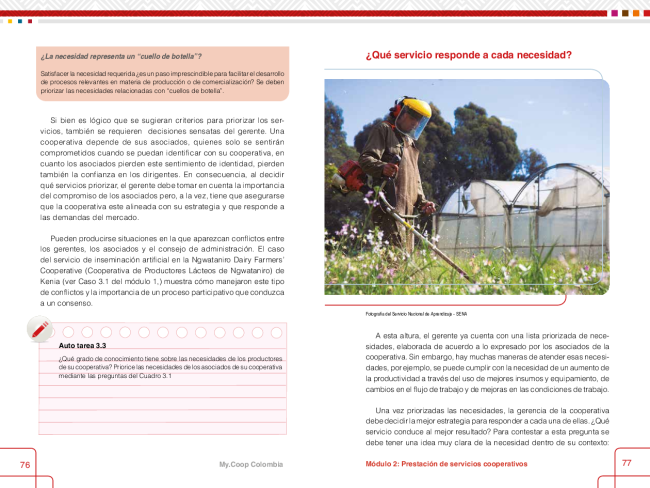 ¿La necesidad representa un “cuello de botella”?
Satisfacer la necesidad requerida ¿es un paso imprescindible para facilitar el desarrollo
de procesos relevantes en materia de producción o de comercialización? Se deben
priorizar las necesidades relacionadas con “cuellos de botella”.
Si bien es lógico que se sugieran criterios para priorizar los ser-
vicios, también se requieren decisiones sensatas del gerente. Una
cooperativa depende de sus asociados, quienes solo se sentirán
comprometidos cuando se puedan identificar con su cooperativa, en
cuanto los asociados pierden este sentimiento de identidad, pierden
también la confianza en los dirigentes. En consecuencia, al decidir
qué servicios priorizar, el gerente debe tomar en cuenta la importancia
del compromiso de los asociados pero, a la vez, tiene que asegurarse
que la cooperativa este alineada con su estrategia y que responde a
las demandas del mercado.
Pueden producirse situaciones en la que aparezcan conflictos entre
los gerentes, los asociados y el consejo de administración. El caso
del servicio de inseminación artificial en la Ngwataniro Dairy Farmers’
Cooperative (Cooperativa de Productores Lácteos de Ngwataniro) de
Kenia (ver Caso 3.1 del módulo 1,) muestra cómo manejaron este tipo
de conflictos y la importancia de un proceso participativo que conduzca
a un consenso.
Auto tarea 3.3
¿Qué grado de conocimiento tiene sobre las necesidades de los productores
de su cooperativa? Priorice las necesidades de los asociados de su cooperativa
mediante las preguntas del Cuadro 3.1
76
My.Coop Colombia
¿Qué servicio responde a cada necesidad?
Fotografía del Servicio Nacional de Aprendizaje - SENA
A esta altura, el gerente ya cuenta con una lista priorizada de nece-
sidades, elaborada de acuerdo a lo expresado por los asociados de la
cooperativa. Sin embargo, hay muchas maneras de atender esas necesi-
dades, por ejemplo, se puede cumplir con la necesidad de un aumento de
la productividad a través del uso de mejores insumos y equipamiento, de
cambios en el flujo de trabajo y de mejoras en las condiciones de trabajo.
Una vez priorizadas las necesidades, la gerencia de la cooperativa
debe decidir la mejor estrategia para responder a cada una de ellas. ¿Qué
servicio conduce al mejor resultado? Para contestar a esta pregunta se
debe tener una idea muy clara de la necesidad dentro de su contexto:
Módulo 2: Prestación de servicios cooperativos
77